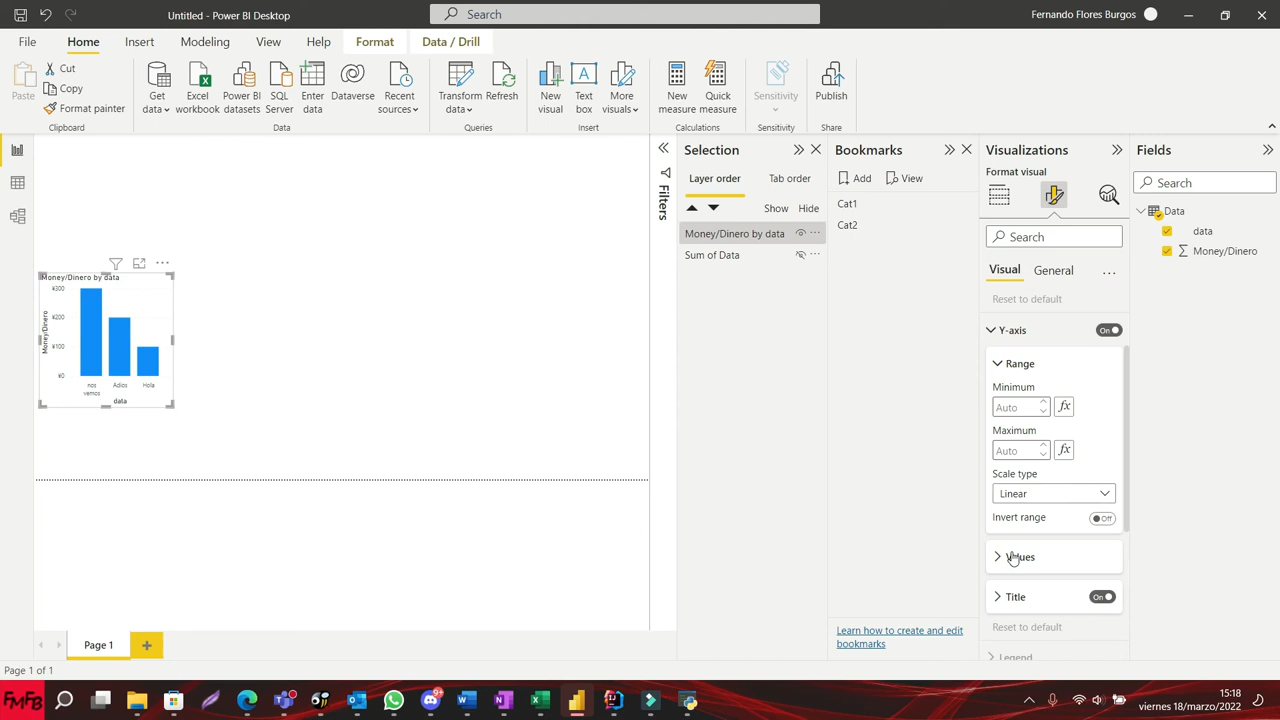 Untitled - Power BI Desktop
Search
Fernando Flores Burgos
File
Home
Insert
Modeling
View
Help
Format
Data / Drill
Paste
Cut
Copy
Format painter
Clipboard
Get data
Excel workbook
Power BI datasets
SQL Server
Enter data
Dataverse
Recent sources
Data
Transform data
Refresh
Queries
New visual
Text box
More visuals
Insert
New measure
Quick measure
Calculations
Sensitivity
Sensitivity
Publish
Share
Money/Dinero by data
¥300
¥200
¥100
¥0
Money/Dinero
nos vemos
Adios
Hola
data
Filters
Selection
Layer order
Tab order
Show
Hide
Money/Dinero by data
Sum of Data
Bookmarks
Add
View
Cat1
Cat2
Learn how to create and edit
bookmarks
Visualizations
Format visual
Search
Visual
General
Reset to default
Y-axis
On
Range
Minimum
Auto
fx
Maximum
Auto
fx
Scale type
Linear
Invert range
Off
Values
Title
On
Reset to default
Legend
Fields
Search
Data
data
Money/Dinero
Page 1
Page 1 of 1
FMFB
9+
15:18
viernes 18/marzo/2022